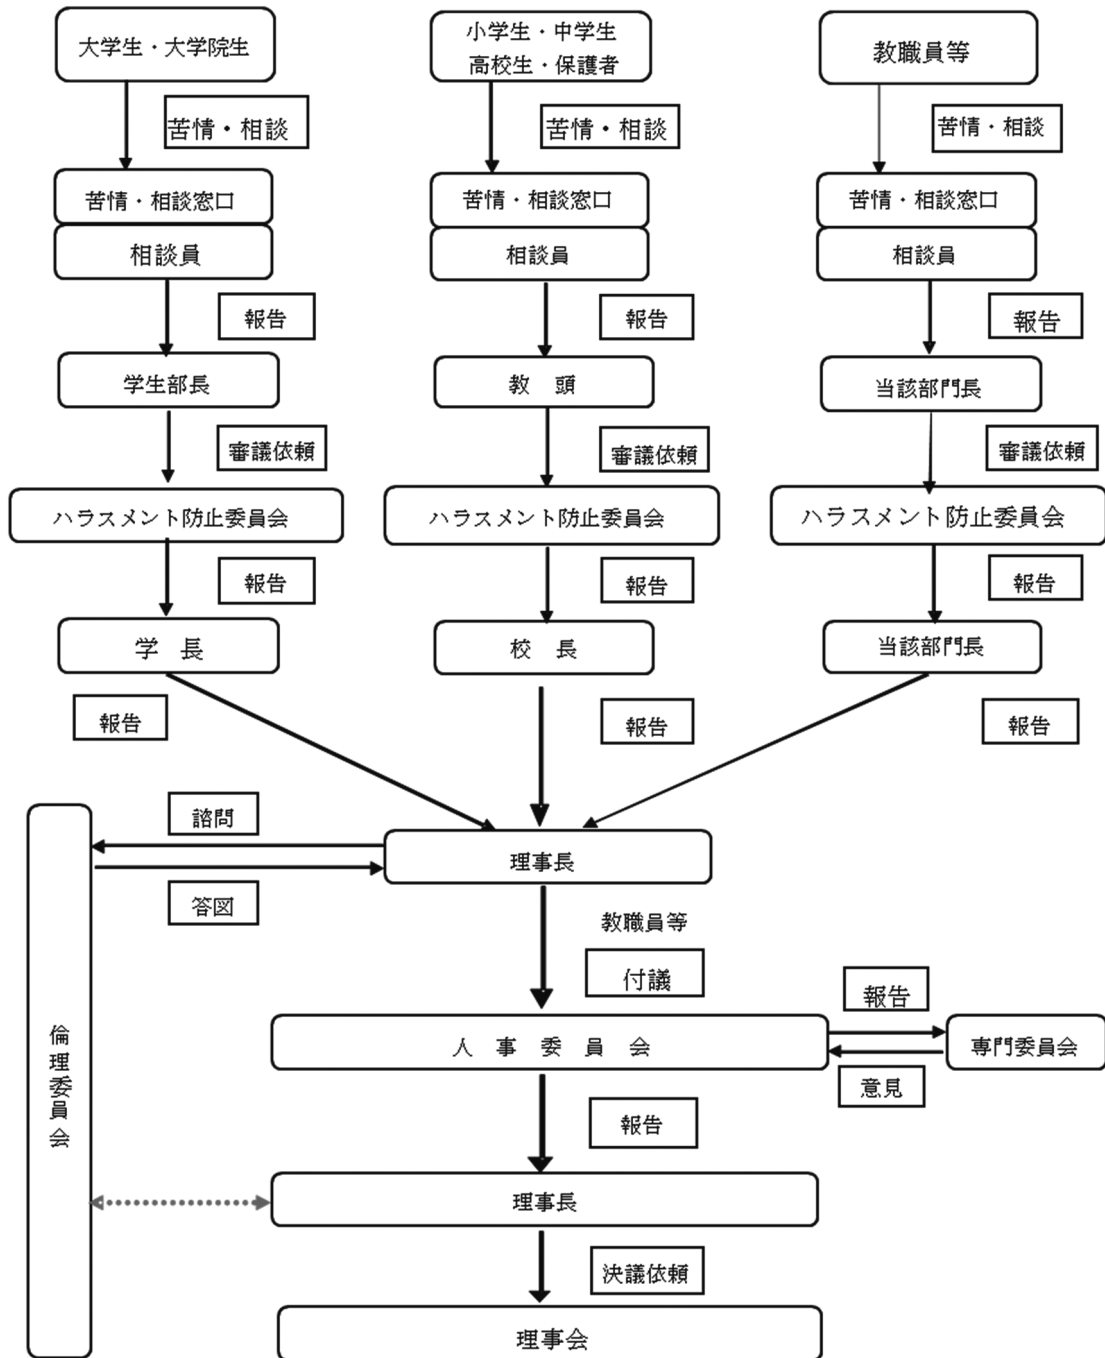 大学生・大学院生
小学生・中学生
高校生・保護者
教職員等
苦情・相談
苦情・相談
苦情・相談
苦情・相談窓口
苦情・相談窓口
苦情・相談窓口
相談員
相談員
相談員
報告
報告
報告
学生部長
教 頭
当該部門長
審議依頼
審議依頼
審議依頼
ハラスメント防止委員会
ハラスメント防止委員会
ハラスメント防止委員会
報告
報告
報告
学 長
校 長
当該部門長
報告
報告
報告
諮問
理事長
答図
教職員等
付議
報告
人 事 委 員 会
専門委員会
意見
倫理委員会
報告
理事長
決議依頼
理事会